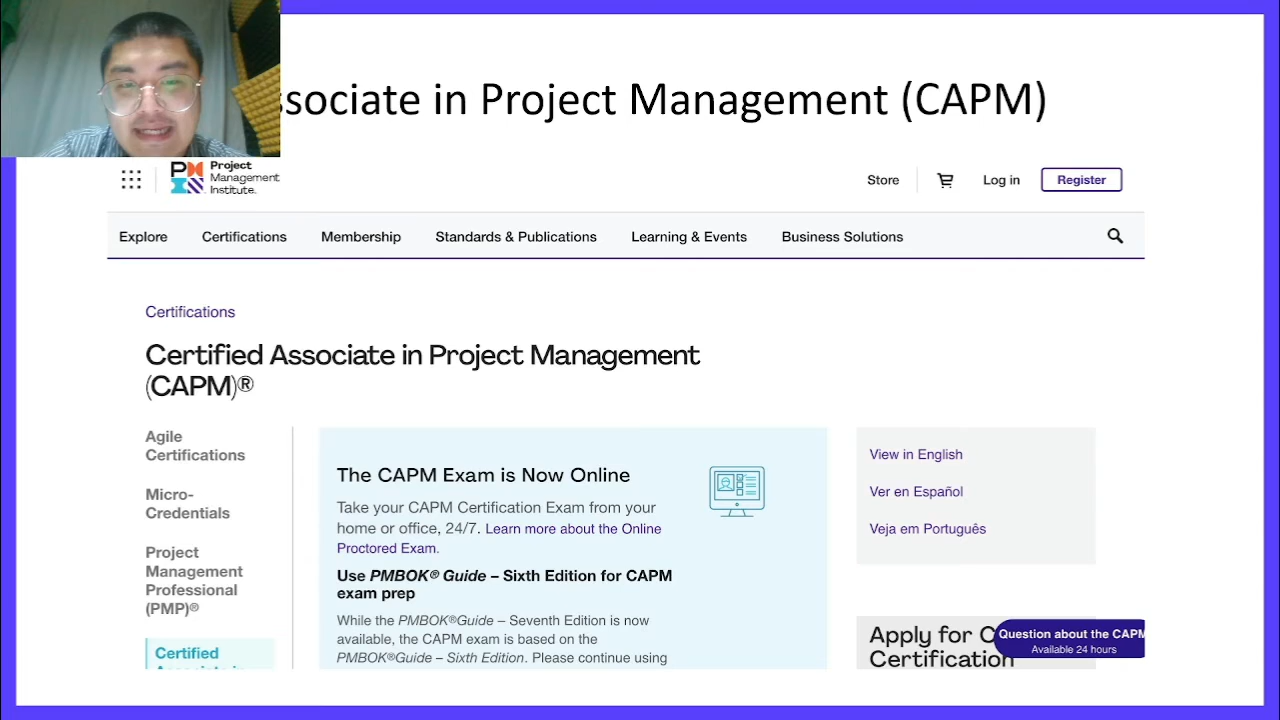 ssociate in Project Management (CAPM)
Project
Management
Institute.
Store
Log in
Register
Explore
Certifications
Membership
Standards & Publications
Learning & Events
Business Solutions
Certifications
Certified Associate in Project Management
(CAPM)®
Agile
Certifications
Micro-
Credentials
Project
Management
Professional
(PMP)®
Certified
The CAPM Exam is Now Online
Take your CAPM Certification Exam from your
home or office, 24/7. Learn more about the Online
Proctored Exam.
Use PMBOK® Guide – Sixth Edition for CAPM
exam prep
While the PMBOK®Guide – Seventh Edition is now
available, the CAPM exam is based on the
PMBOK®Guide – Sixth Edition. Please continue using
View in English
Ver en Español
Veja em Português
Apply for C
Certification
Question about the CAPM
Available 24 hours